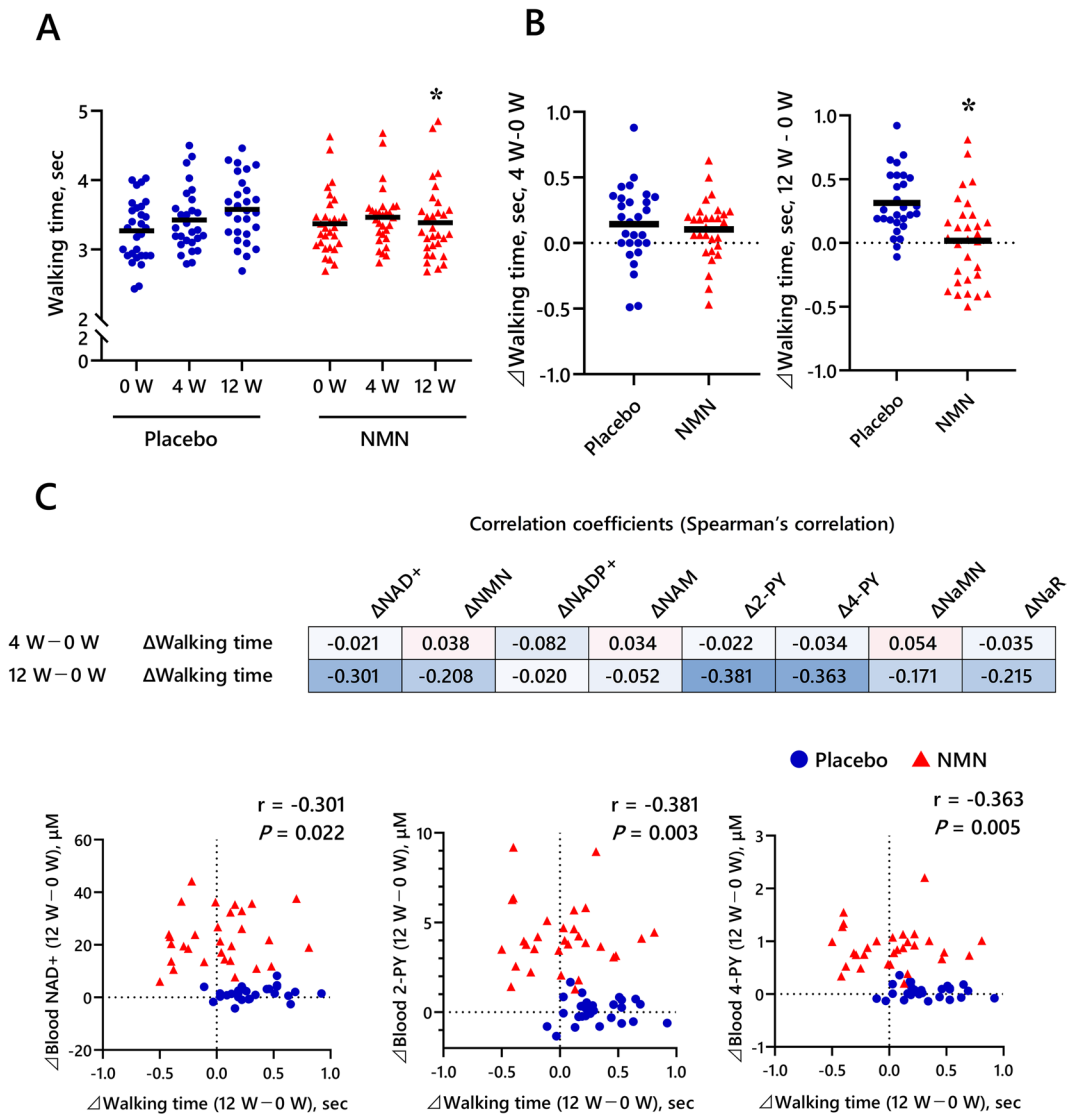 A
B
Walking time, sec
5
4
3
2
2
0
*
0 W 4 W 12 W 0 W 4 W 12 W
Placebo NMN
⊿Walking time, sec, 4 W-0 W
1.0
0.5
0.0
-0.5
-1.0
Placebo
NMN
⊿Walking time, sec, 12 W - 0 W
1.0
0.5
0.0
-0.5
-1.0
*
Placebo
NMN
C
Correlation coefficients (Spearman's correlation)
ΔNAD+ ΔNMN ΔNADP+ ΔNAM Δ2-PY Δ4-PY ΔNaMN ΔNaR
4 W－0 W ΔWalking time -0.021 0.038 -0.082 0.034 -0.022 -0.034 0.054 -0.035
12 W－0 W ΔWalking time -0.301 -0.208 -0.020 -0.052 -0.381 -0.363 -0.171 -0.215
Placebo NMN
r = -0.301
P = 0.022
⊿Blood NAD+ (12 W－0 W), μM
60
40
20
0
-20
-1.0 -0.5 0.0 0.5 1.0
⊿Walking time (12 W－0 W), sec
r = -0.381
P = 0.003
⊿Blood 2-PY (12 W－0 W), μM
10
5
0
-1.0 -0.5 0.0 0.5 1.0
⊿Walking time (12 W－0 W), sec
r = -0.363
P = 0.005
⊿Blood 4-PY (12 W－0 W), μM
3
2
1
0
-1
-1.0 -0.5 0.0 0.5 1.0
⊿Walking time (12 W－0 W), sec